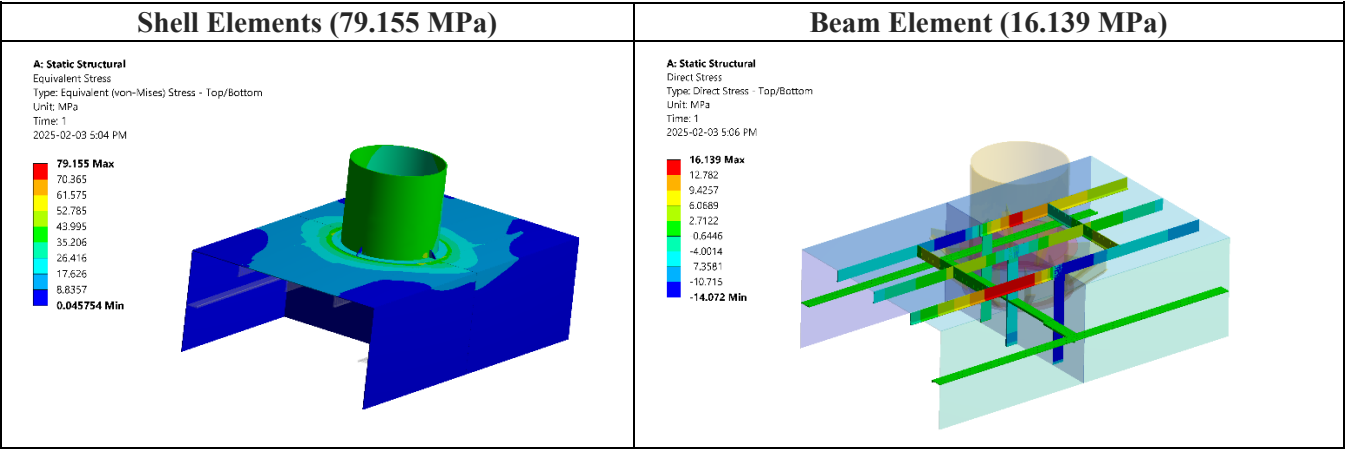 Shell Elements (79.155 MPa)
Beam Element (16.139 MPa)
A: Static Structural
Equivalent Stress
Type: Equivalent (von-Mises) Stress - Top/Bottom
Unit: MPa
Time: 1
2025-02-03 5:04 PM
79.155 Max
70.365
61.575
52.785
43.995
35.206
26.416
17.626
8.8357
0.045754 Min
A: Static Structural
Direct Stress
Type: Direct Stress - Top/Bottom
Unit: MPa
Time: 1
2025-02-03 5:06 PM
16.139 Max
12.782
9.4257
6.0689
2.7122
-0.6446
-4.0014
7.3581
-10.715
-14.072 Min